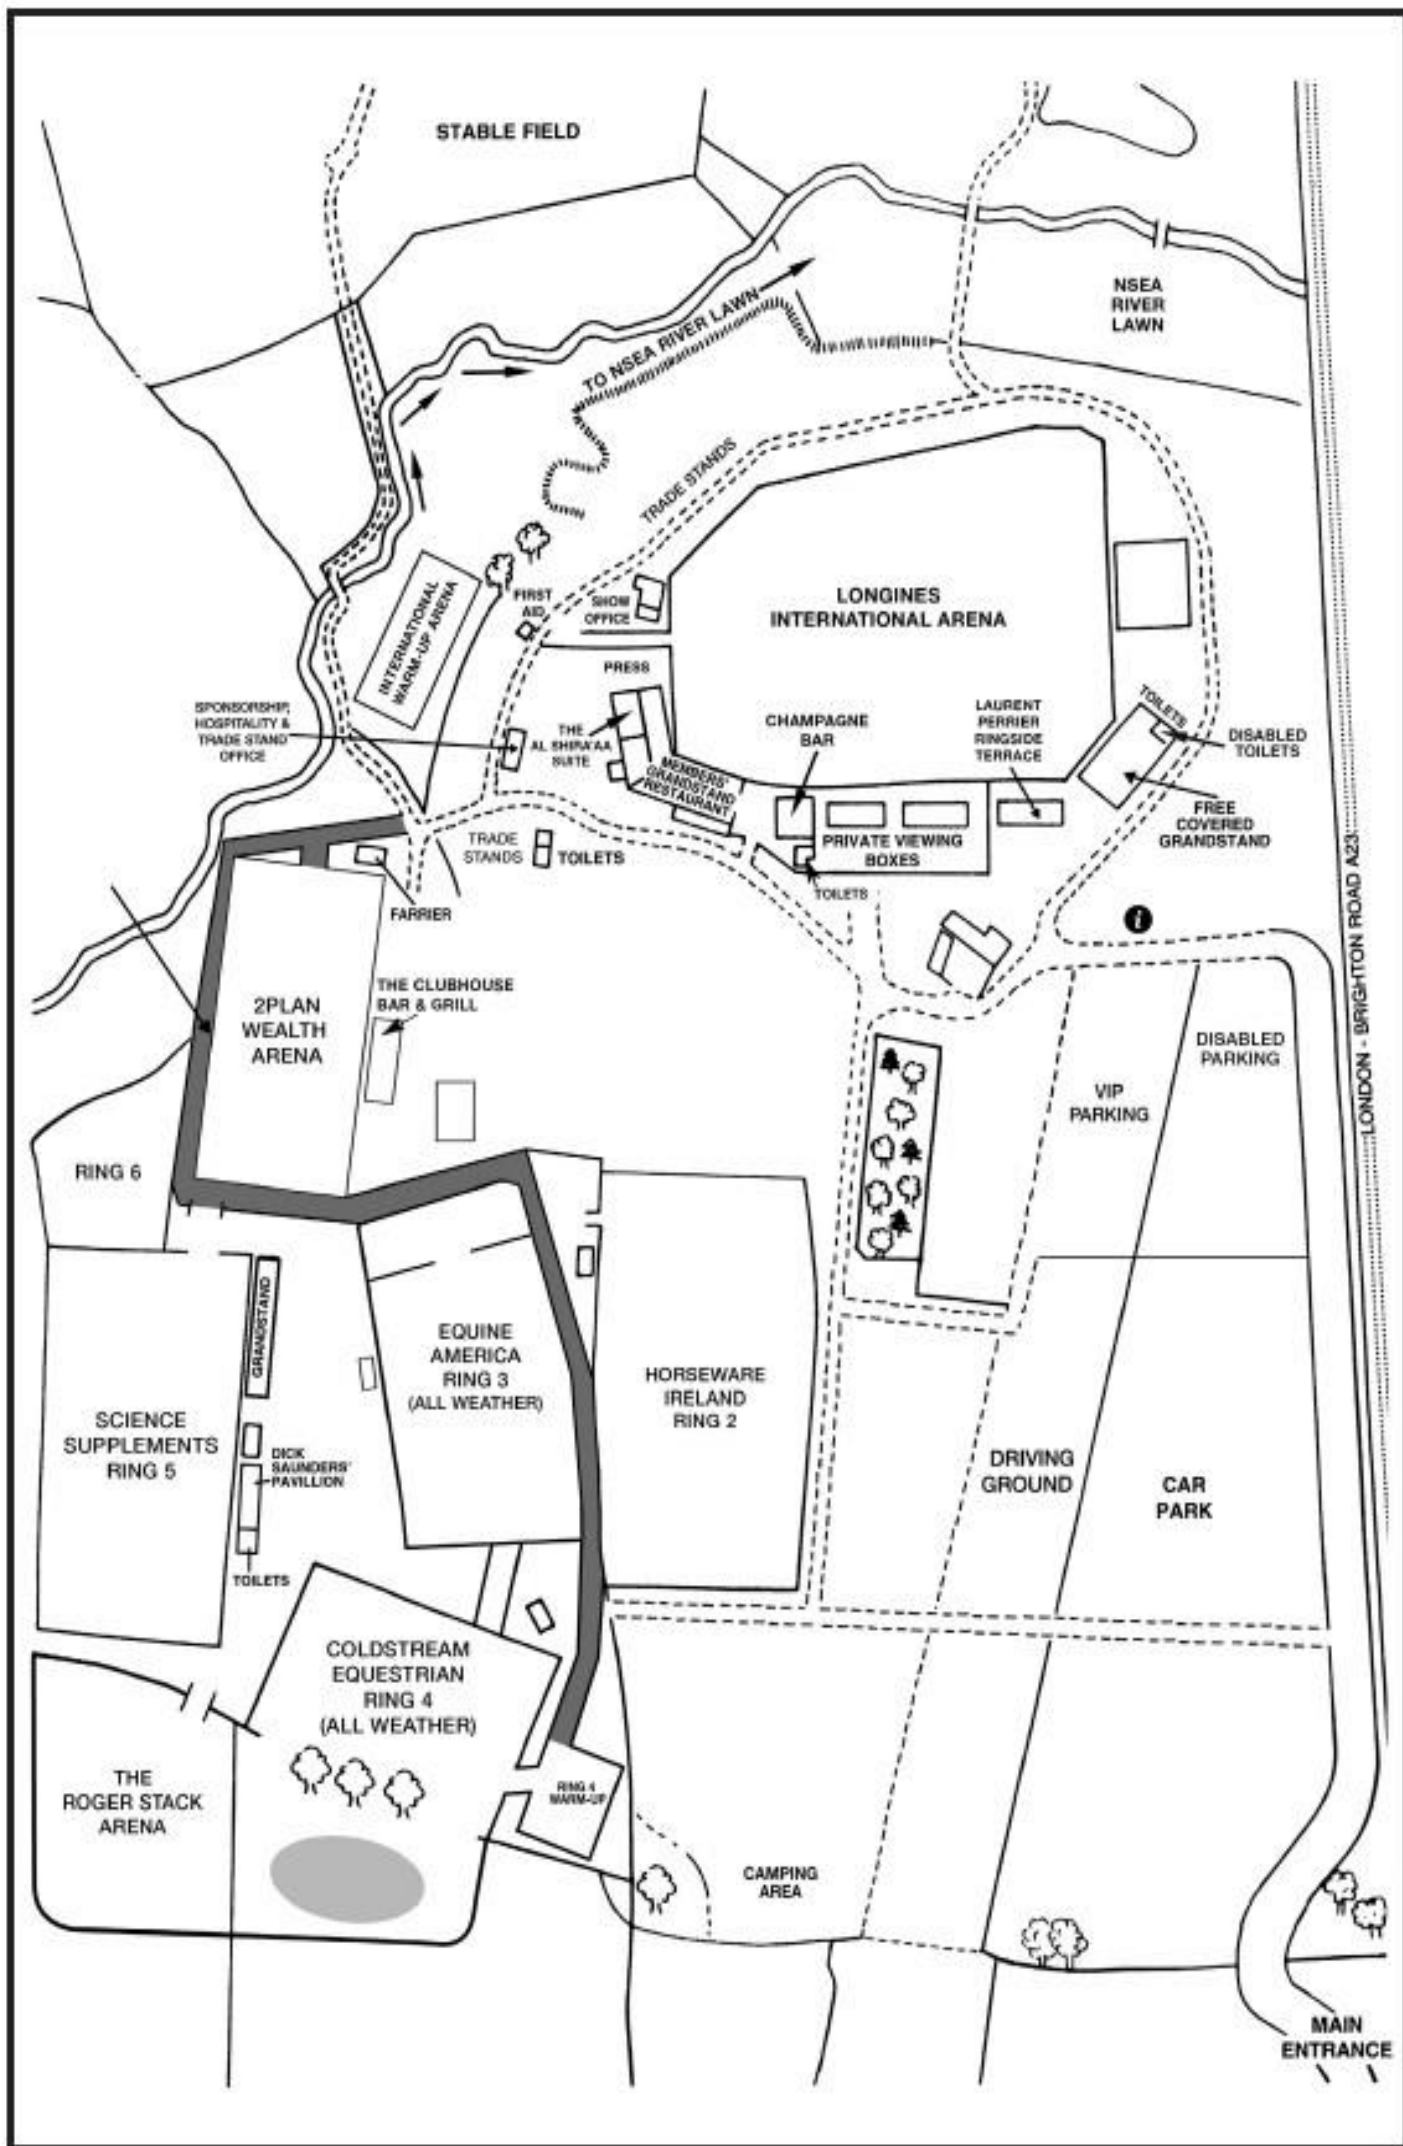 STABLE FIELD
NSEA
RIVER
LAWN
TO NSEA RIVER LAWN
TRADE STANDS
INTERNATIONAL
WARM-UP ARENA
FIRST
AID
SHOW
OFFICE
LONGINES
INTERNATIONAL ARENA
PRESS
SPONSORSHIP,
HOSPITALITY &
TRADE STAND
OFFICE
THE
AL SHIRA'AA
SUITE
MEMBERS'
GRANDSTAND
RESTAURANT
CHAMPAGNE
BAR
LAURENT
PERRIER
RINGSIDE
TERRACE
TOILETS
DISABLED
TOILETS
FREE
COVERED
GRANDSTAND
PRIVATE VIEWING
BOXES
TOILETS
TRADE
STANDS
TOILETS
FARRIER
i
LONDON - BRIGHTON ROAD A23
THE CLUBHOUSE
BAR & GRILL
2PLAN
WEALTH
ARENA
DISABLED
PARKING
VIP
PARKING
RING 6
GRANDSTAND
EQUINE
AMERICA
RING 3
(ALL WEATHER)
HORSEWARE
IRELAND
RING 2
SCIENCE
SUPPLEMENTS
RING 5
DICK
SAUNDERS'
PAVILLION
TOILETS
DRIVING
GROUND
CAR
PARK
COLDSTREAM
EQUESTRIAN
RING 4
(ALL WEATHER)
THE
ROGER STACK
ARENA
RING 4
WARM-UP
CAMPING
AREA
MAIN
ENTRANCE